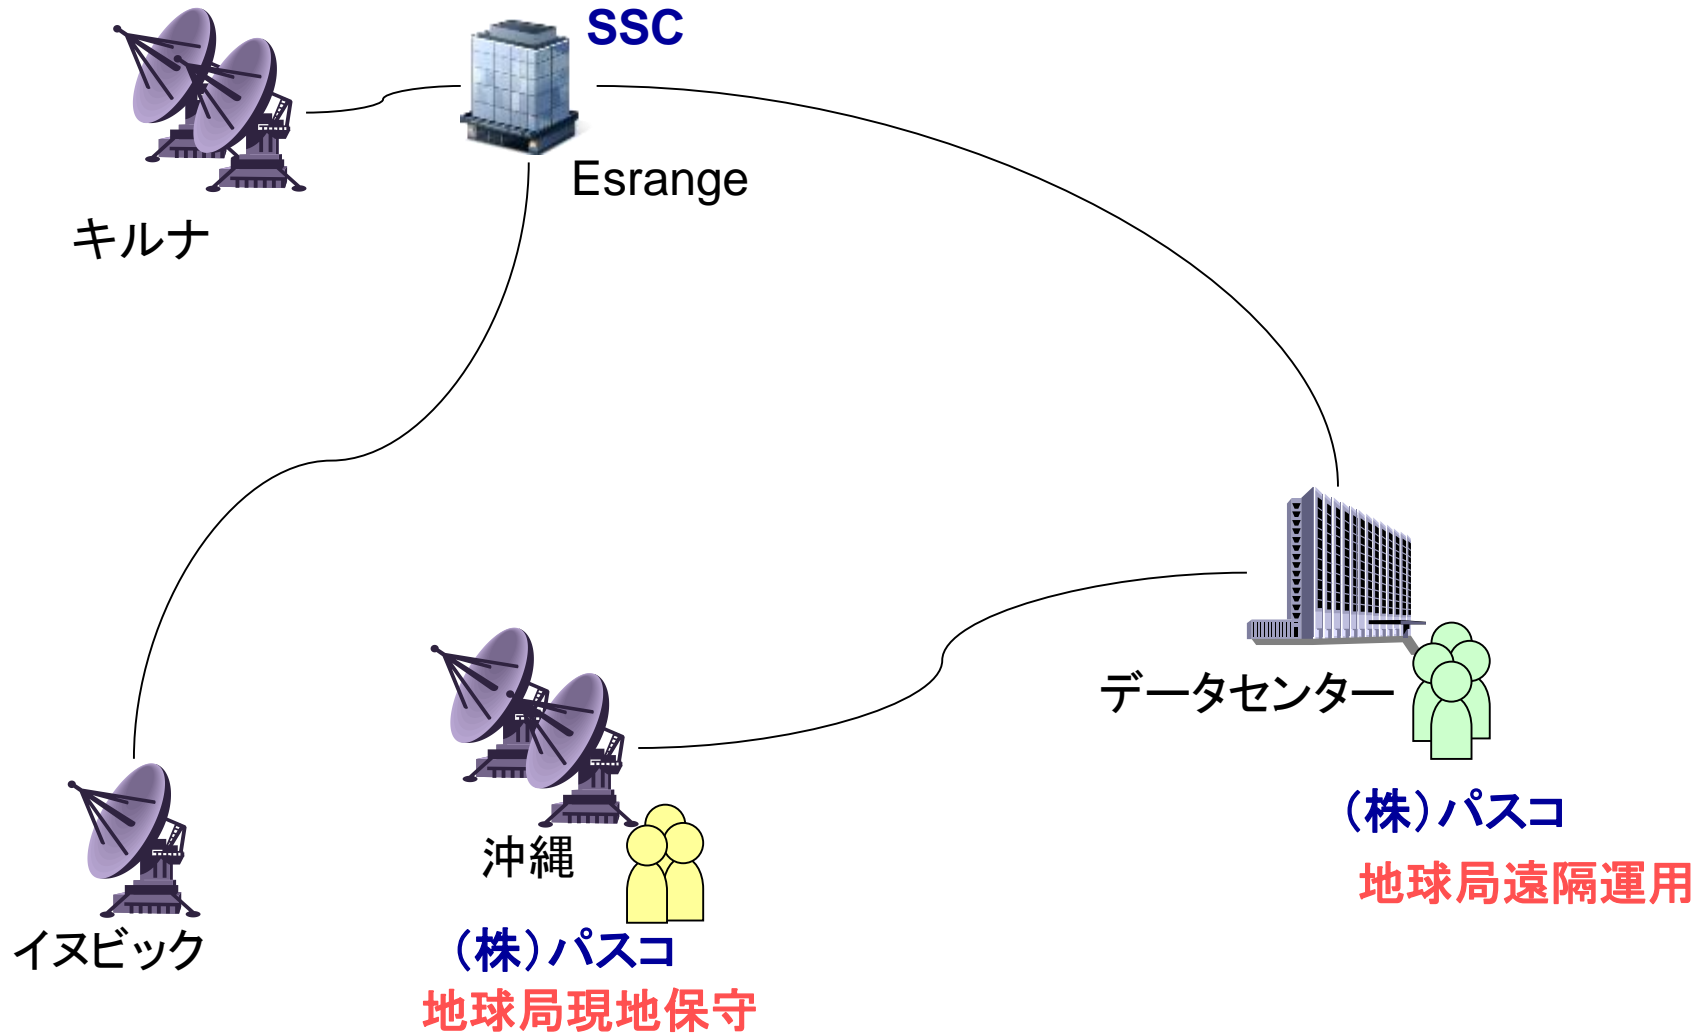 SSC
Esrange
キルナ
データセンター
(株)パスコ
地球局遠隔運用
沖縄
イヌビック
(株)パスコ
地球局現地保守